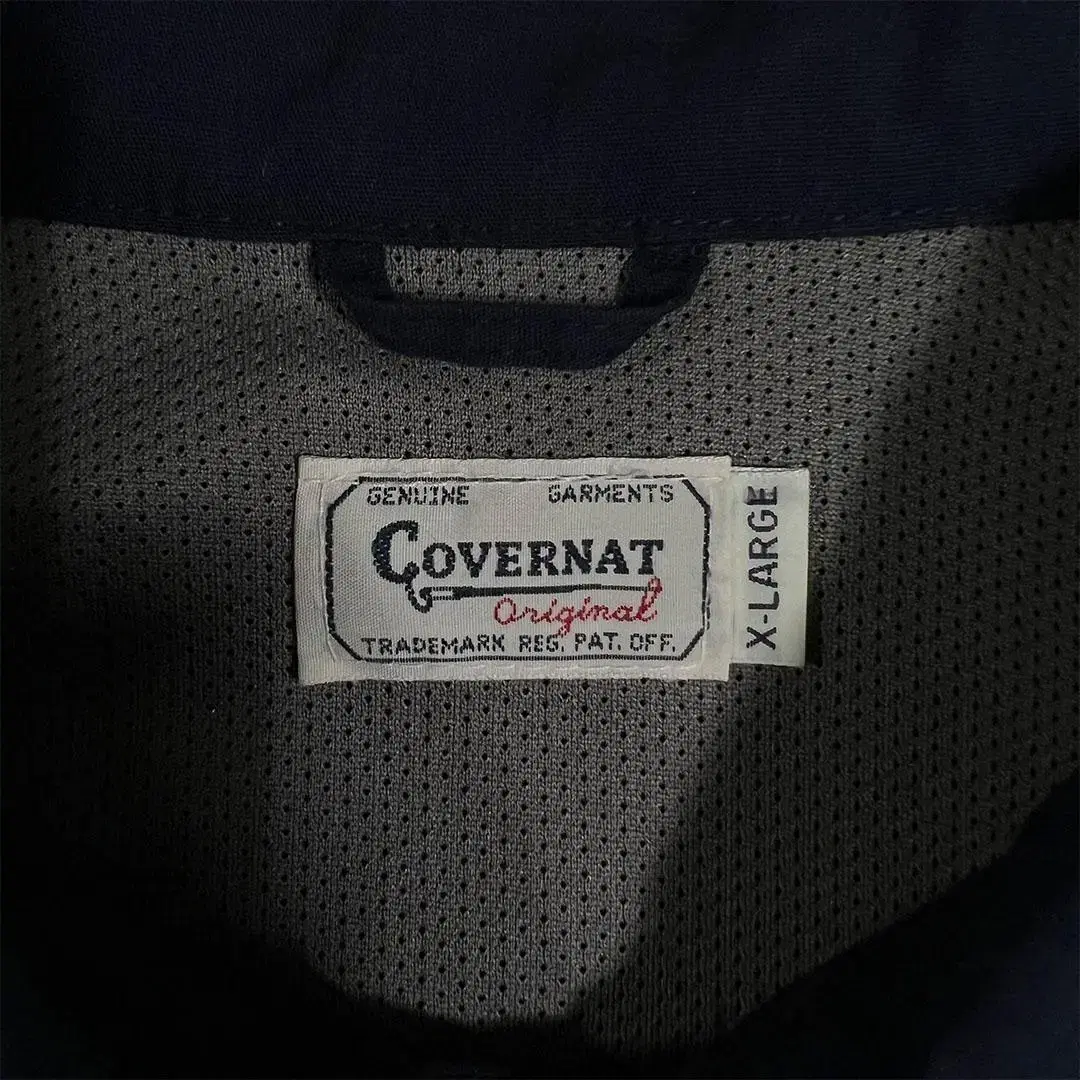 GENUINE GARMENTS
COVERNAT
Original
TRADEMARK REG. PAT. OFF.
X-LARGE